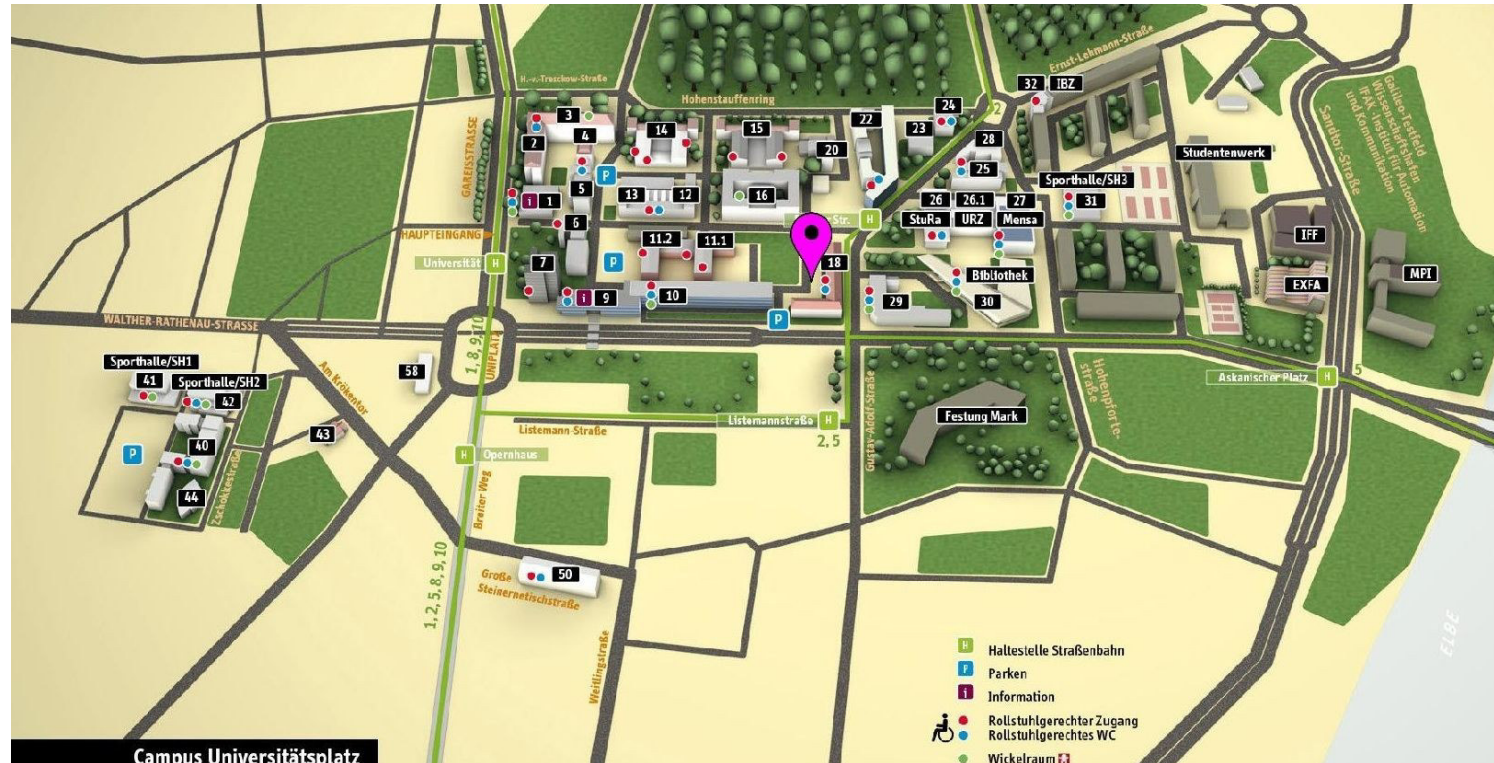 H.-v.-Tresckow-Straße
Hohenstauffenring
Ernst-Lehmann-Straße
32 IBZ
2
24
3
22
23
4
14
15
2
28
20
Studentenwerk
Sandtor-Straße
Galileo-Testfeld
Wissenschaftshafen
IFAK -Institut für Automation
und Kommunikation
GAREISSTRASSE
P
25
Sporthalle/SH3
5
13
12
16
i 1
26
26.1
27
31
StuRa
URZ
Mensa
6
Str.
H
HAUPTEINGANG
IFF
11.2
11.1
Universität H
7
P
18
Bibliothek
MPI
EXFA
i 9
10
29
30
P
WALTHER-RATHENAU-STRASSE
1, 8, 9, 10
UNIPLATZ
Sporthalle/SH1
41
Sporthalle/SH2
42
Am Krökentor
58
Hohenpforte-
straße
Askanischer Platz H
5
Gustav-Adolf-Straße
Festung Mark
Listemannstraße H
2, 5
Listemann-Straße
43
40
P
H Opernhaus
44
Zschokkestraße
Breiter Weg
1, 2, 5, 8, 9, 10
50
Große
Steinernetischstraße
Weitlingstraße
ELBE
H Haltestelle Straßenbahn
P Parken
i Information
Rollstuhlgerechter Zugang
Rollstuhlgerechtes WC
Wickelraum
Campus Universitätsplatz